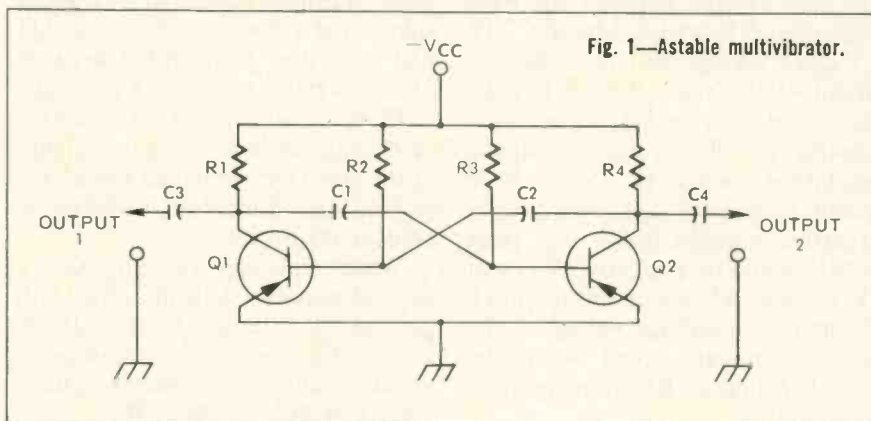 Fig. 1—Astable multivibrator.
−VCC
R1
R2
R3
R4
C3
C1
C2
C4
OUTPUT
1
OUTPUT
2
Q1
Q2